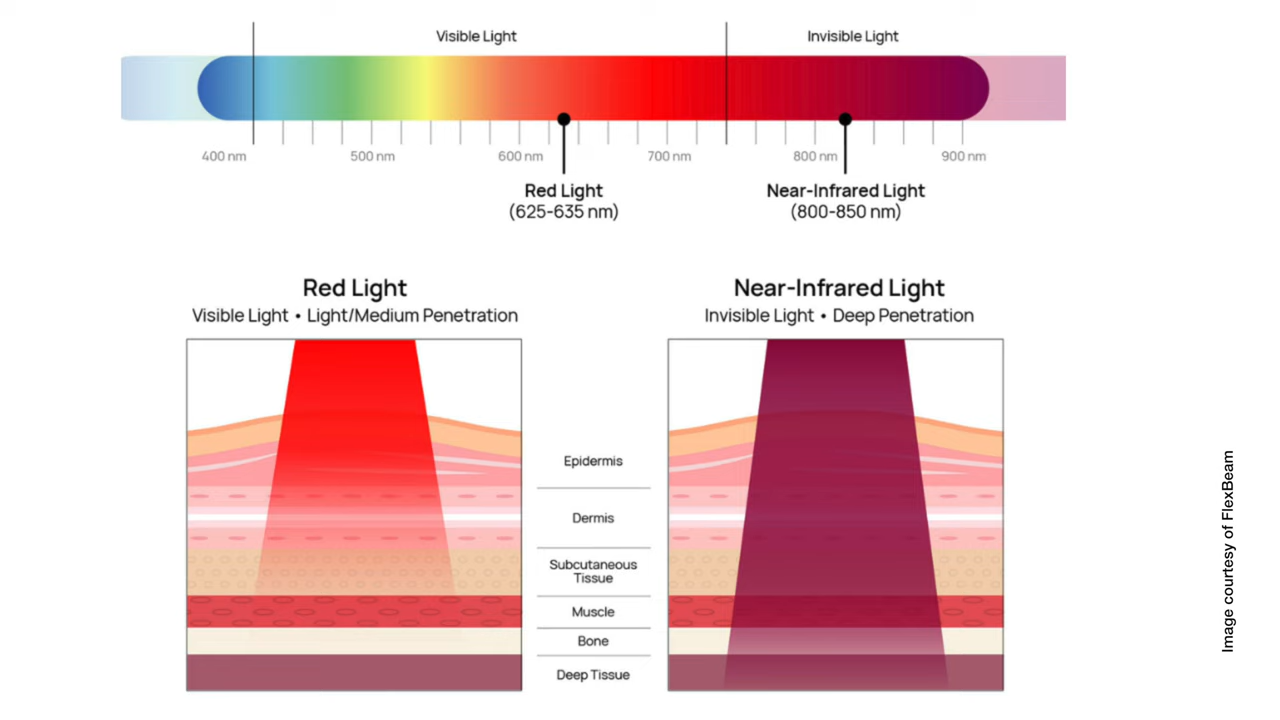 Visible Light
Invisible Light
400 nm
500 nm
600 nm
700 nm
800 nm
900 nm
Red Light
(625-635 nm)
Near-Infrared Light
(800-850 nm)
Red Light
Visible Light • Light/Medium Penetration
Near-Infrared Light
Invisible Light • Deep Penetration
Epidermis
Dermis
Subcutaneous
Tissue
Muscle
Bone
Deep Tissue
Image courtesy of FlexBeam